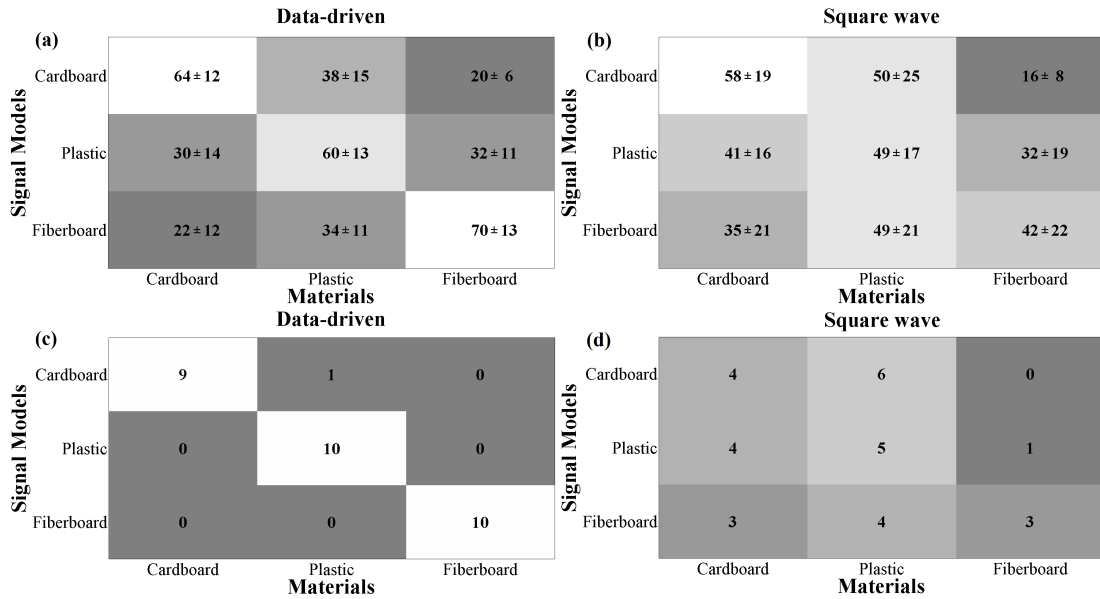 Data-driven
(a)
Signal Models
Cardboard 64 ± 12 38 ± 15 20 ± 6
Plastic 30 ± 14 60 ± 13 32 ± 11
Fiberboard 22 ± 12 34 ± 11 70 ± 13
Cardboard Plastic Fiberboard
Materials
Square wave
(b)
Signal Models
Cardboard 58 ± 19 50 ± 25 16 ± 8
Plastic 41 ± 16 49 ± 17 32 ± 19
Fiberboard 35 ± 21 49 ± 21 42 ± 22
Cardboard Plastic Fiberboard
Materials
Data-driven
(c)
Signal Models
Cardboard 9 1 0
Plastic 0 10 0
Fiberboard 0 0 10
Cardboard Plastic Fiberboard
Materials
Square wave
(d)
Signal Models
Cardboard 4 6 0
Plastic 4 5 1
Fiberboard 3 4 3
Cardboard Plastic Fiberboard
Materials